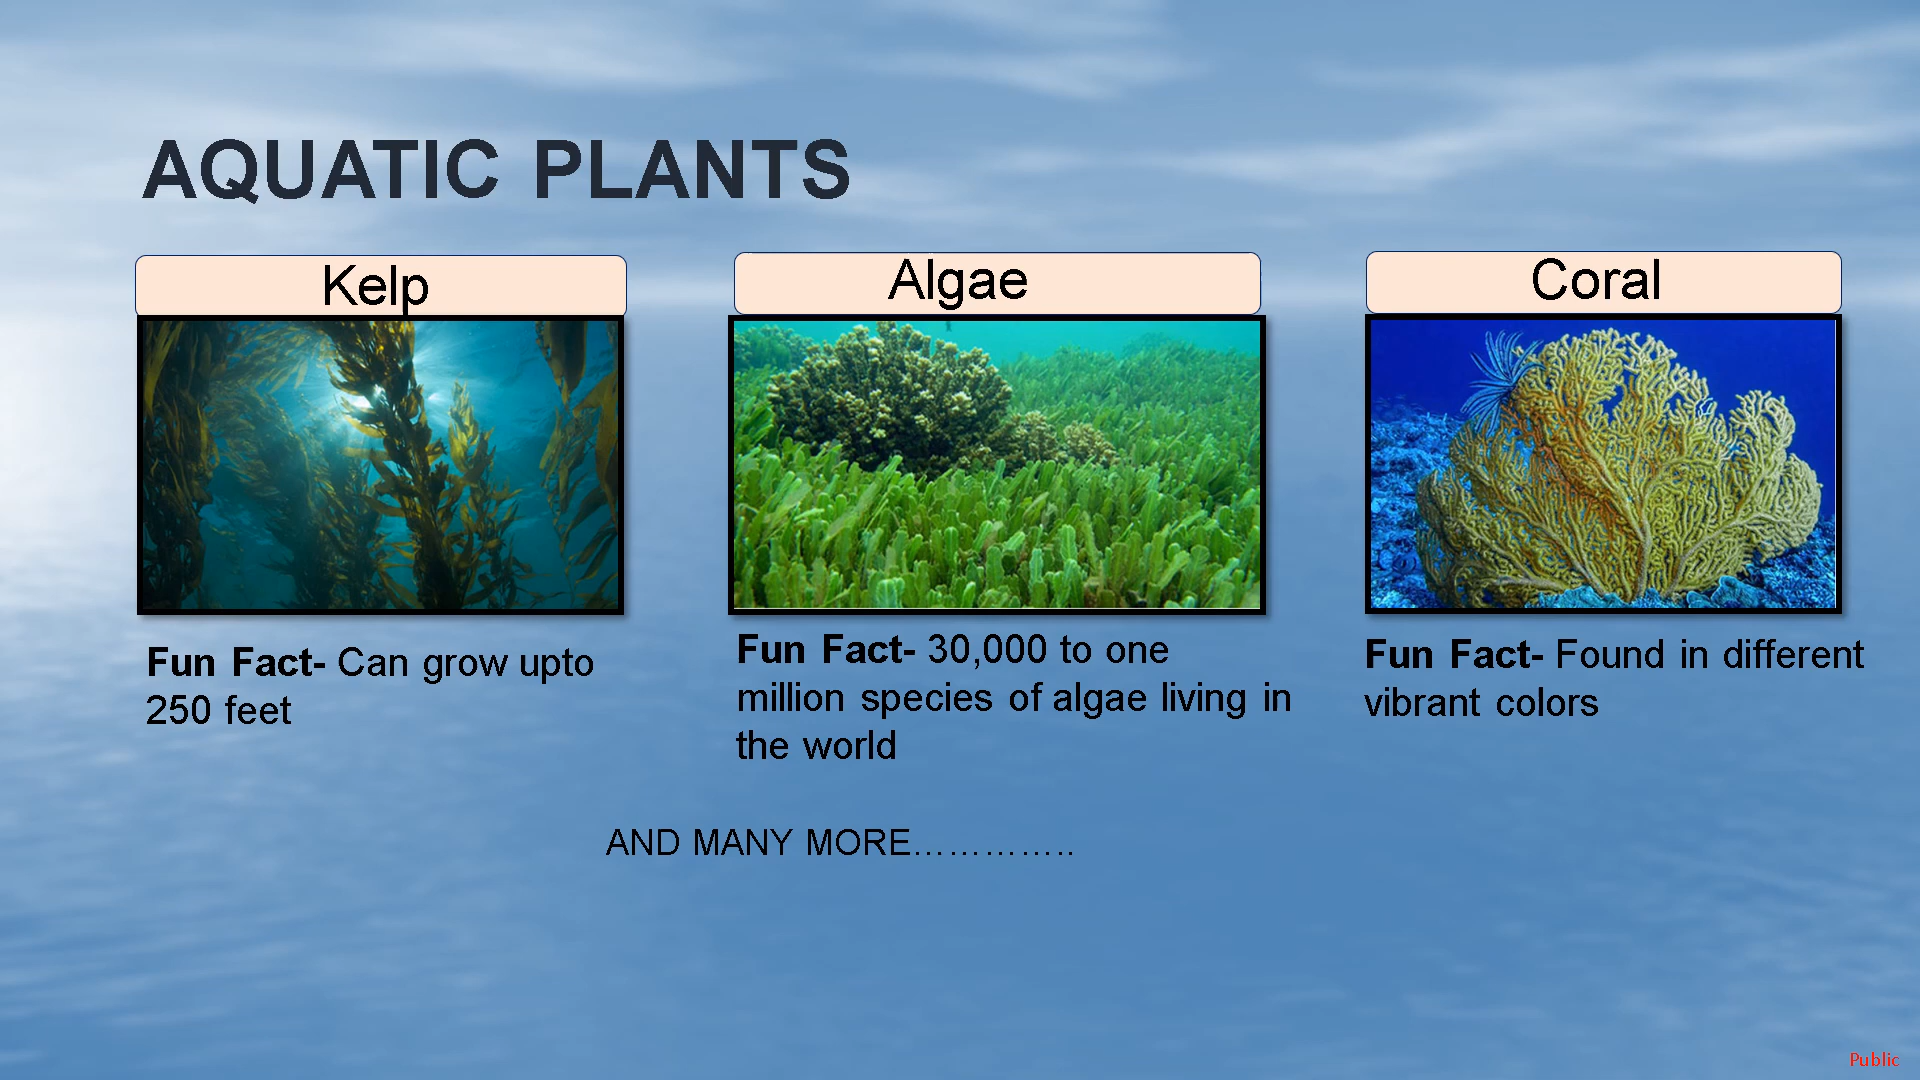 AQUATIC PLANTS
Kelp
Algae
Coral
Fun Fact- Can grow upto
250 feet
Fun Fact- 30,000 to one
million species of algae living in
the world
Fun Fact- Found in different
vibrant colors
AND MANY MORE…………..
Public